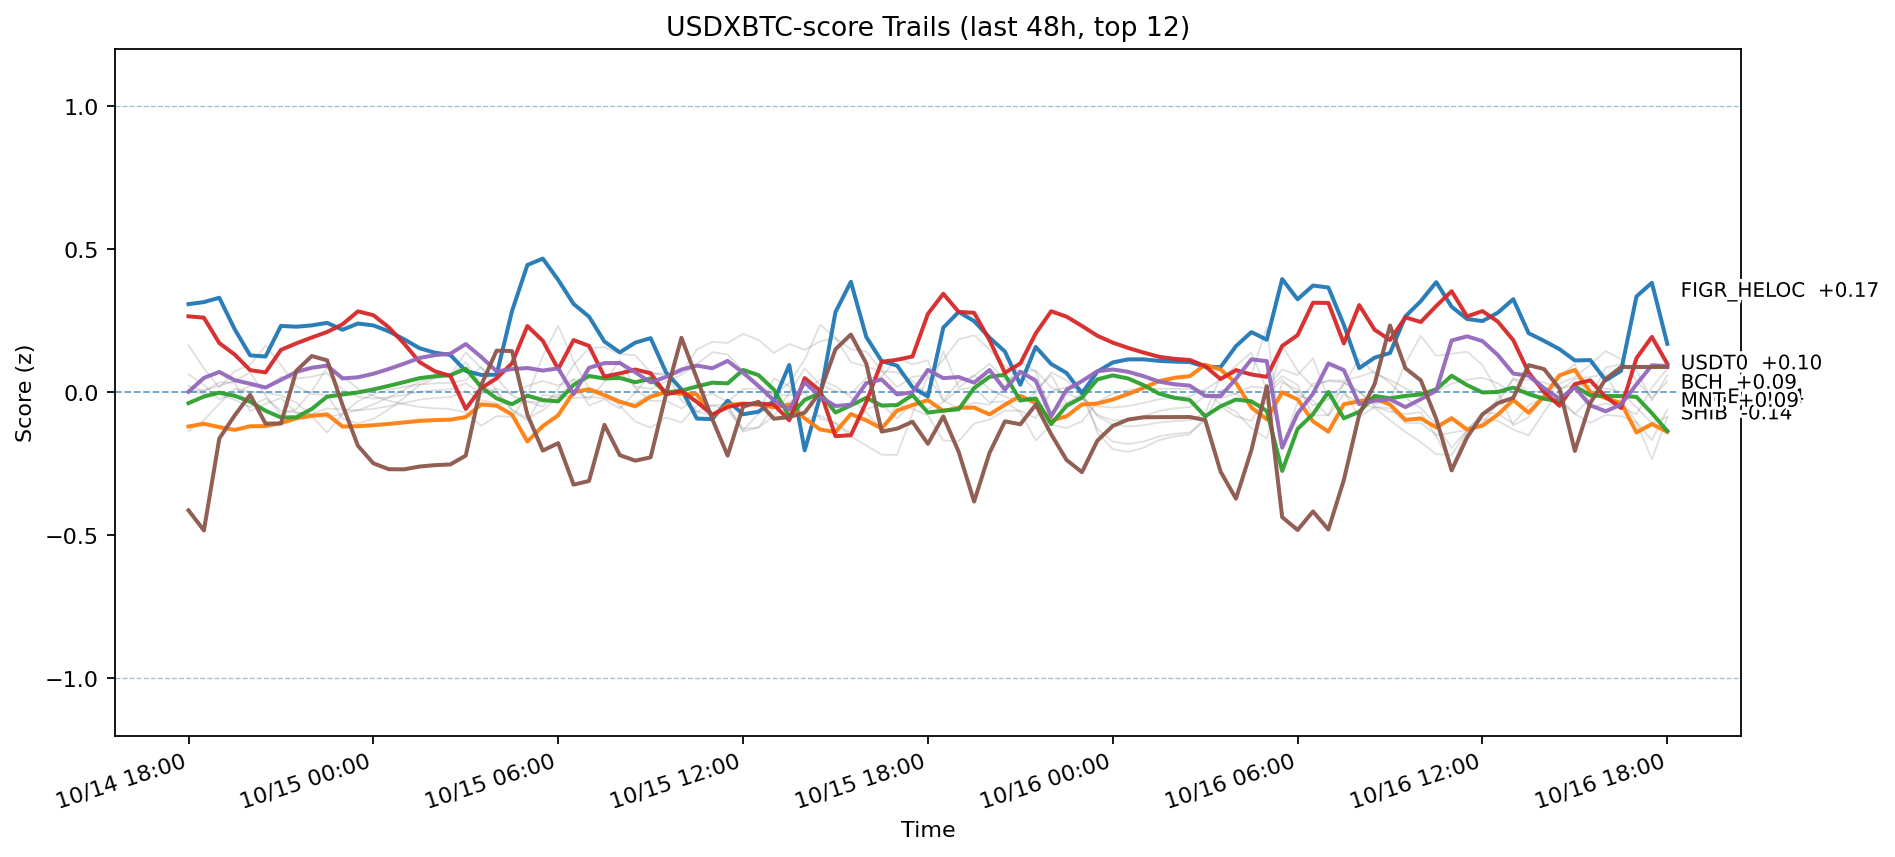 USDXBTC-score Trails (last 48h, top 12)
Score (z)
1.0
0.5
0.0
−0.5
−1.0
FIGR_HELOC +0.17
USDT0 +0.10
BCH +0.09
MNT +0.09
SHIB -0.14
10/14 18:00
10/15 00:00
10/15 06:00
10/15 12:00
10/15 18:00
10/16 00:00
10/16 06:00
10/16 12:00
10/16 18:00
Time